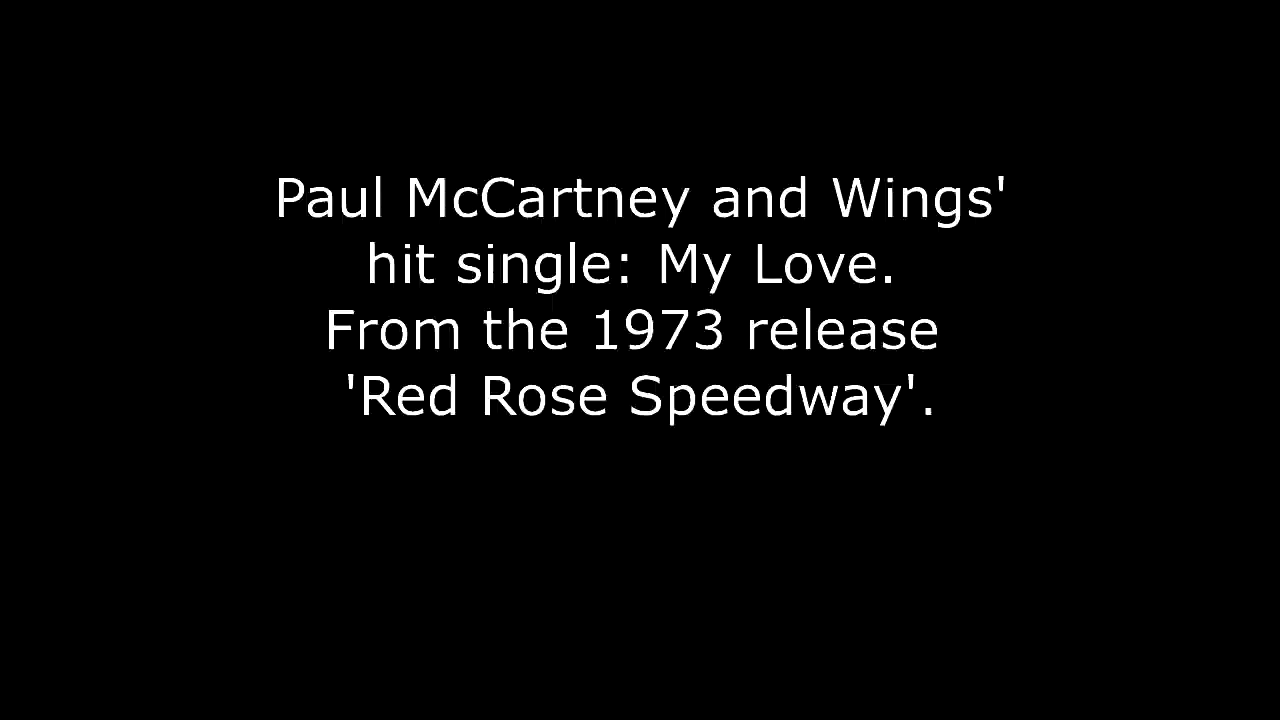 Paul McCartney and Wings'
hit single: My Love.
From the 1973 release
'Red Rose Speedway'.